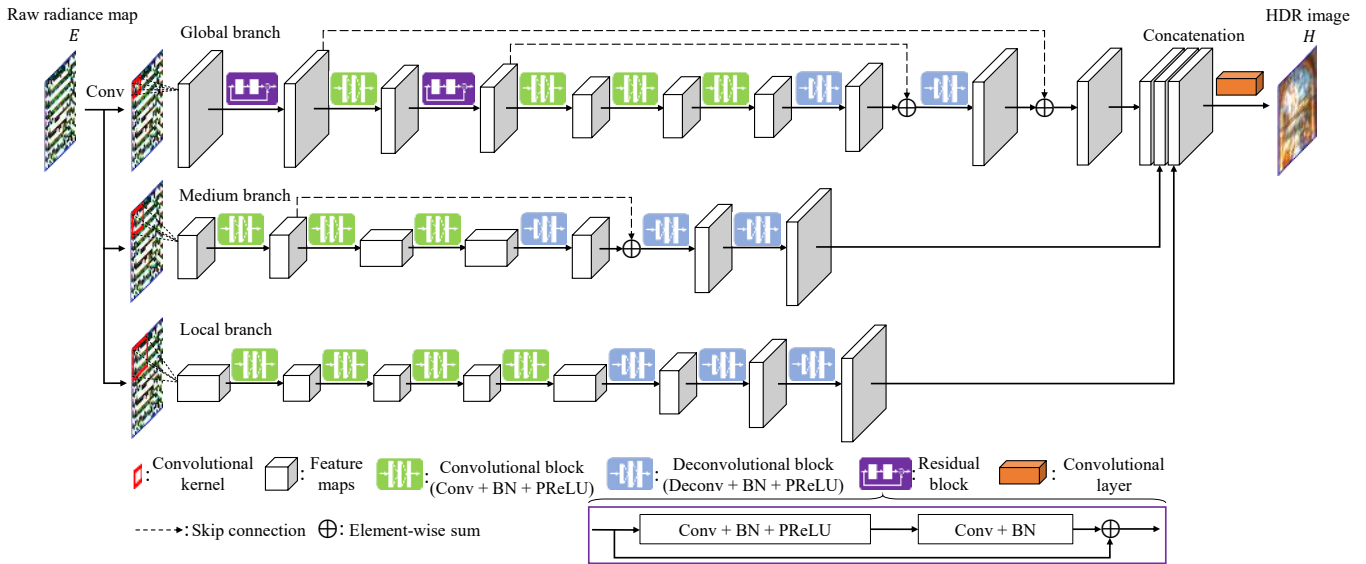 Raw radiance map
E
Conv
Global branch
Concatenation
HDR image
H
Medium branch
Local branch
: Convolutional
kernel
: Feature
maps
: Convolutional block
(Conv + BN + PReLU)
: Deconvolutional block
(Deconv + BN + PReLU)
: Residual
block
: Convolutional
layer
: Skip connection
: Element-wise sum
Conv + BN + PReLU
Conv + BN